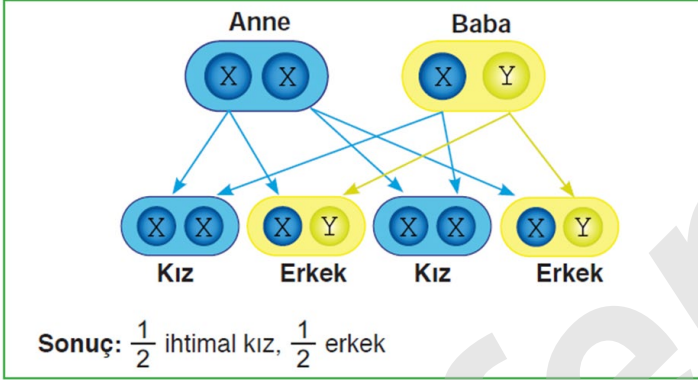 Anne Baba
X X X Y
X X X Y X X X Y
Kız Erkek Kız Erkek
Sonuç: 1/2 ihtimal kız, 1/2 erkek